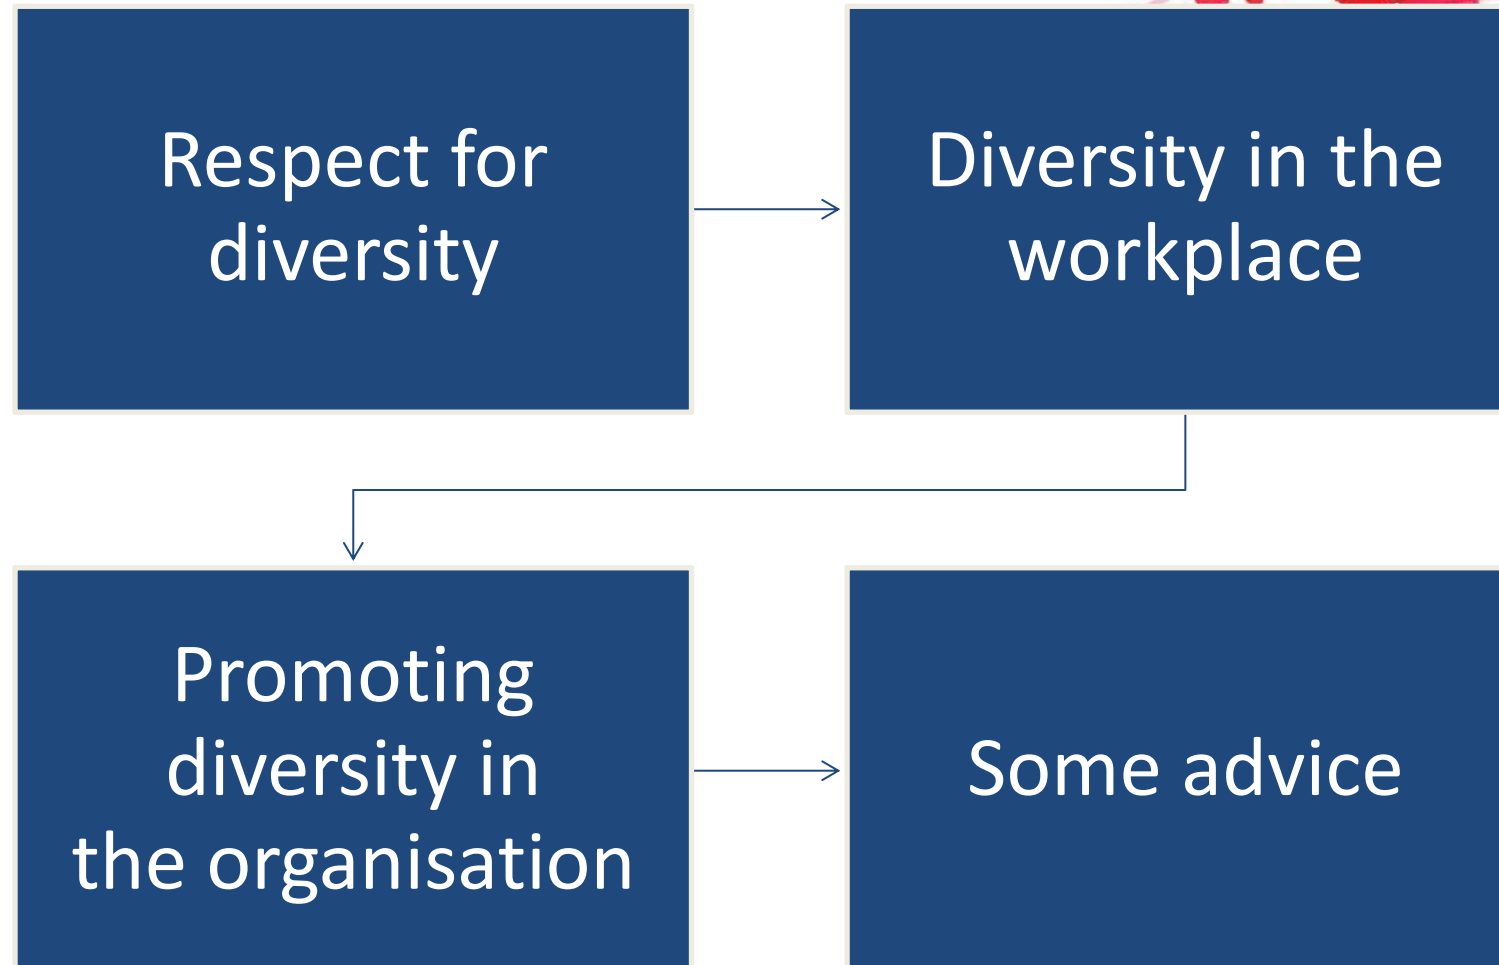 Respect for
diversity
Diversity in the
workplace
Promoting
diversity in
the organisation
Some advice